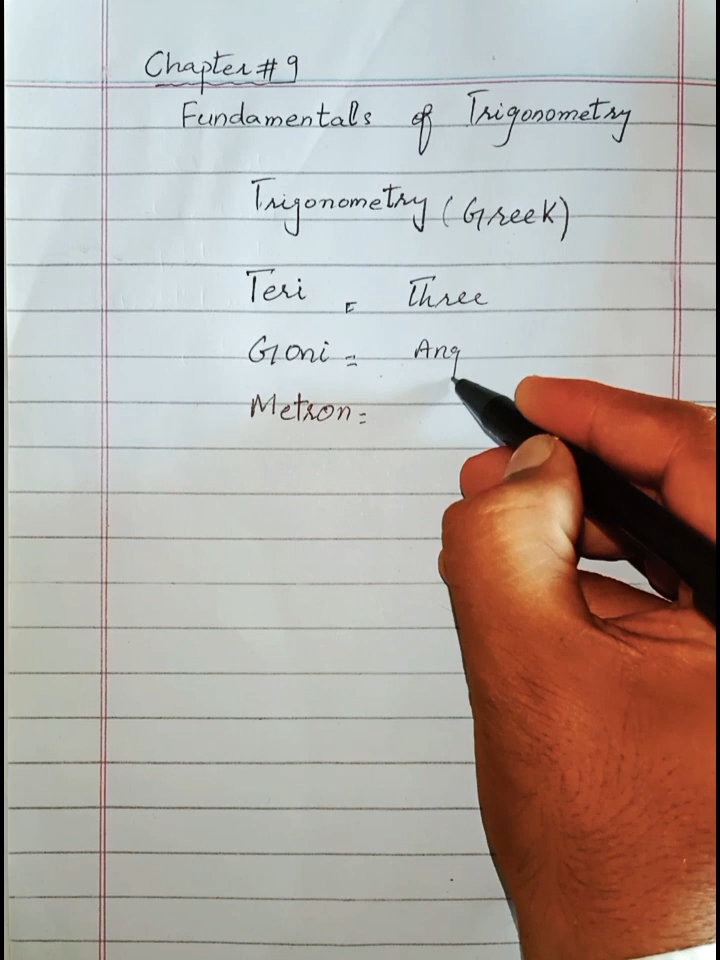 Chapter # 9
Fundamentals of Trigonometry
Trigonometry (Greek)
Teri = Three
Goni = Ang
Metron =